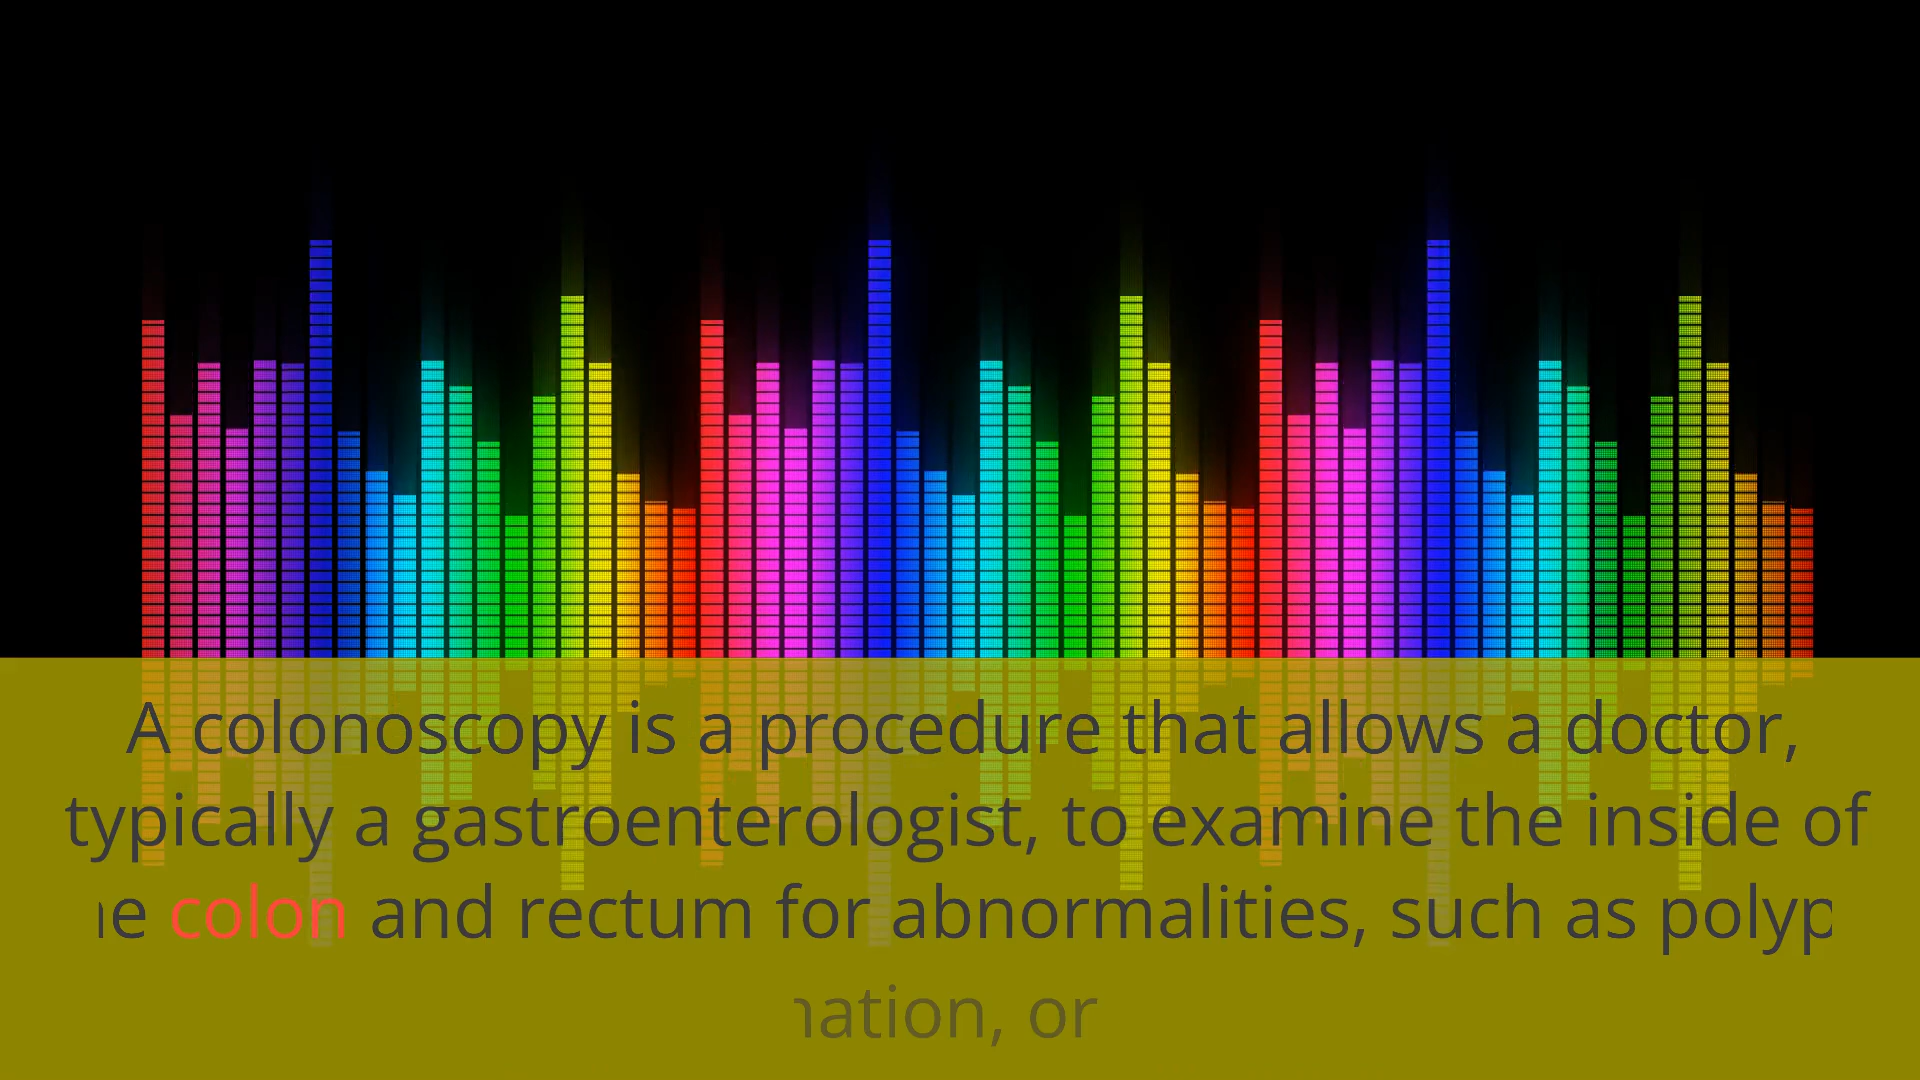 A colonoscopy is a procedure that allows a doctor,
typically a gastroenterologist, to examine the inside of
colon and rectum for abnormalities, such as
or